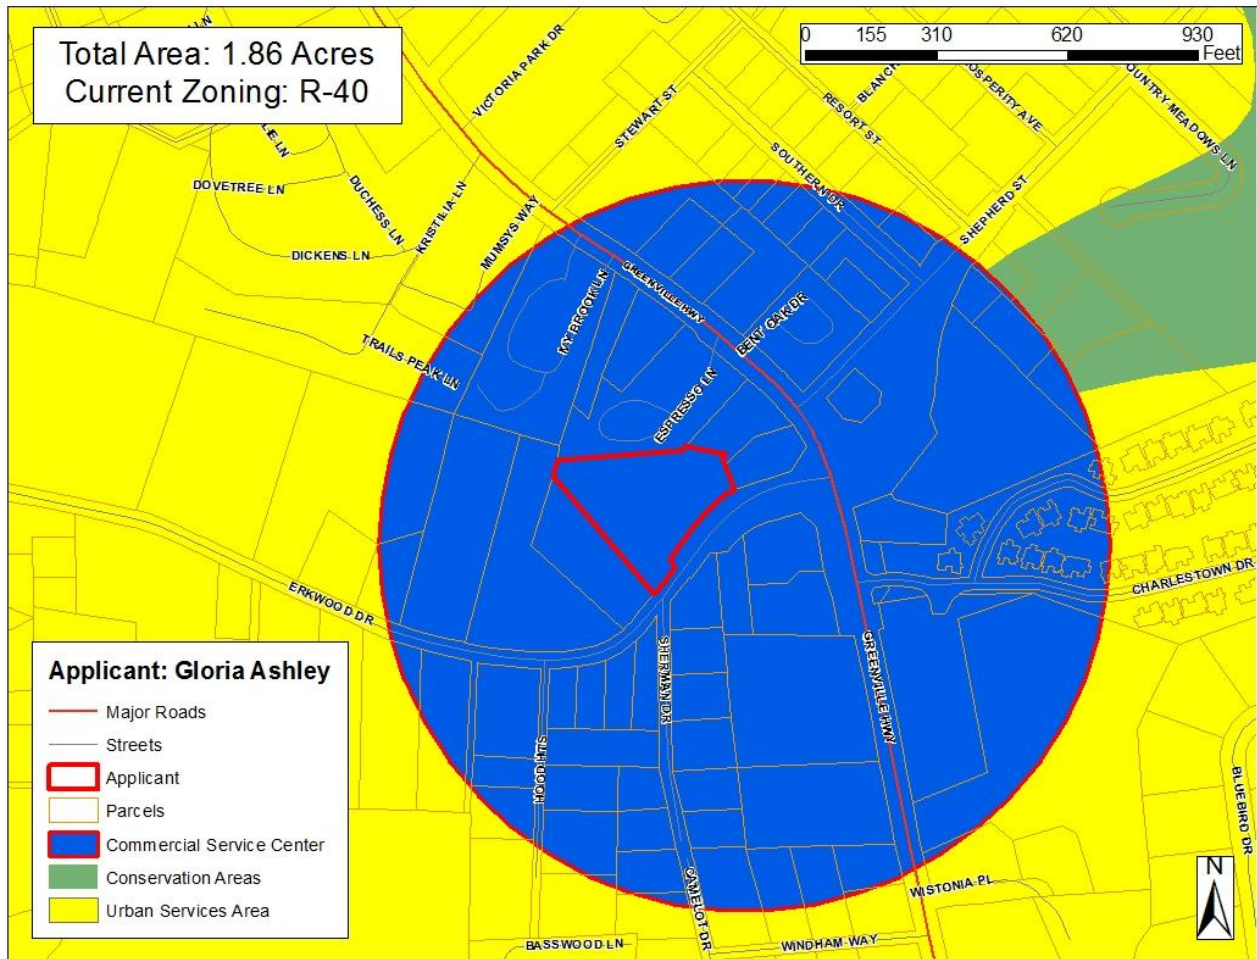 Total Area: 1.86 Acres
Current Zoning: R-40
0 155 310 620 930
Feet
VICTORIA PARK DR
STEWART ST
RESORT ST
SOUTHERN DR
SHEPHERD ST
DOVETREE LN
DUCHESS LN
KRISTILIA LN
MUMSYS WAY
DICKENS LN
GREENVILLE HWY
MY BROOK LN
BENT OAK DR
TRAILS PEAK LN
ESPRESSO LN
ERKWOOD DR
CHARLESTOWN DR
SHERMAN DR
GREENVILLE HWY
BLUEBIRD DR
CAMELOT DR
WISTONIA PL
BASSWOOD LN
WINDHAM WAY
Applicant: Gloria Ashley
Major Roads
Streets
Applicant
Parcels
Commercial Service Center
Conservation Areas
Urban Services Area
N